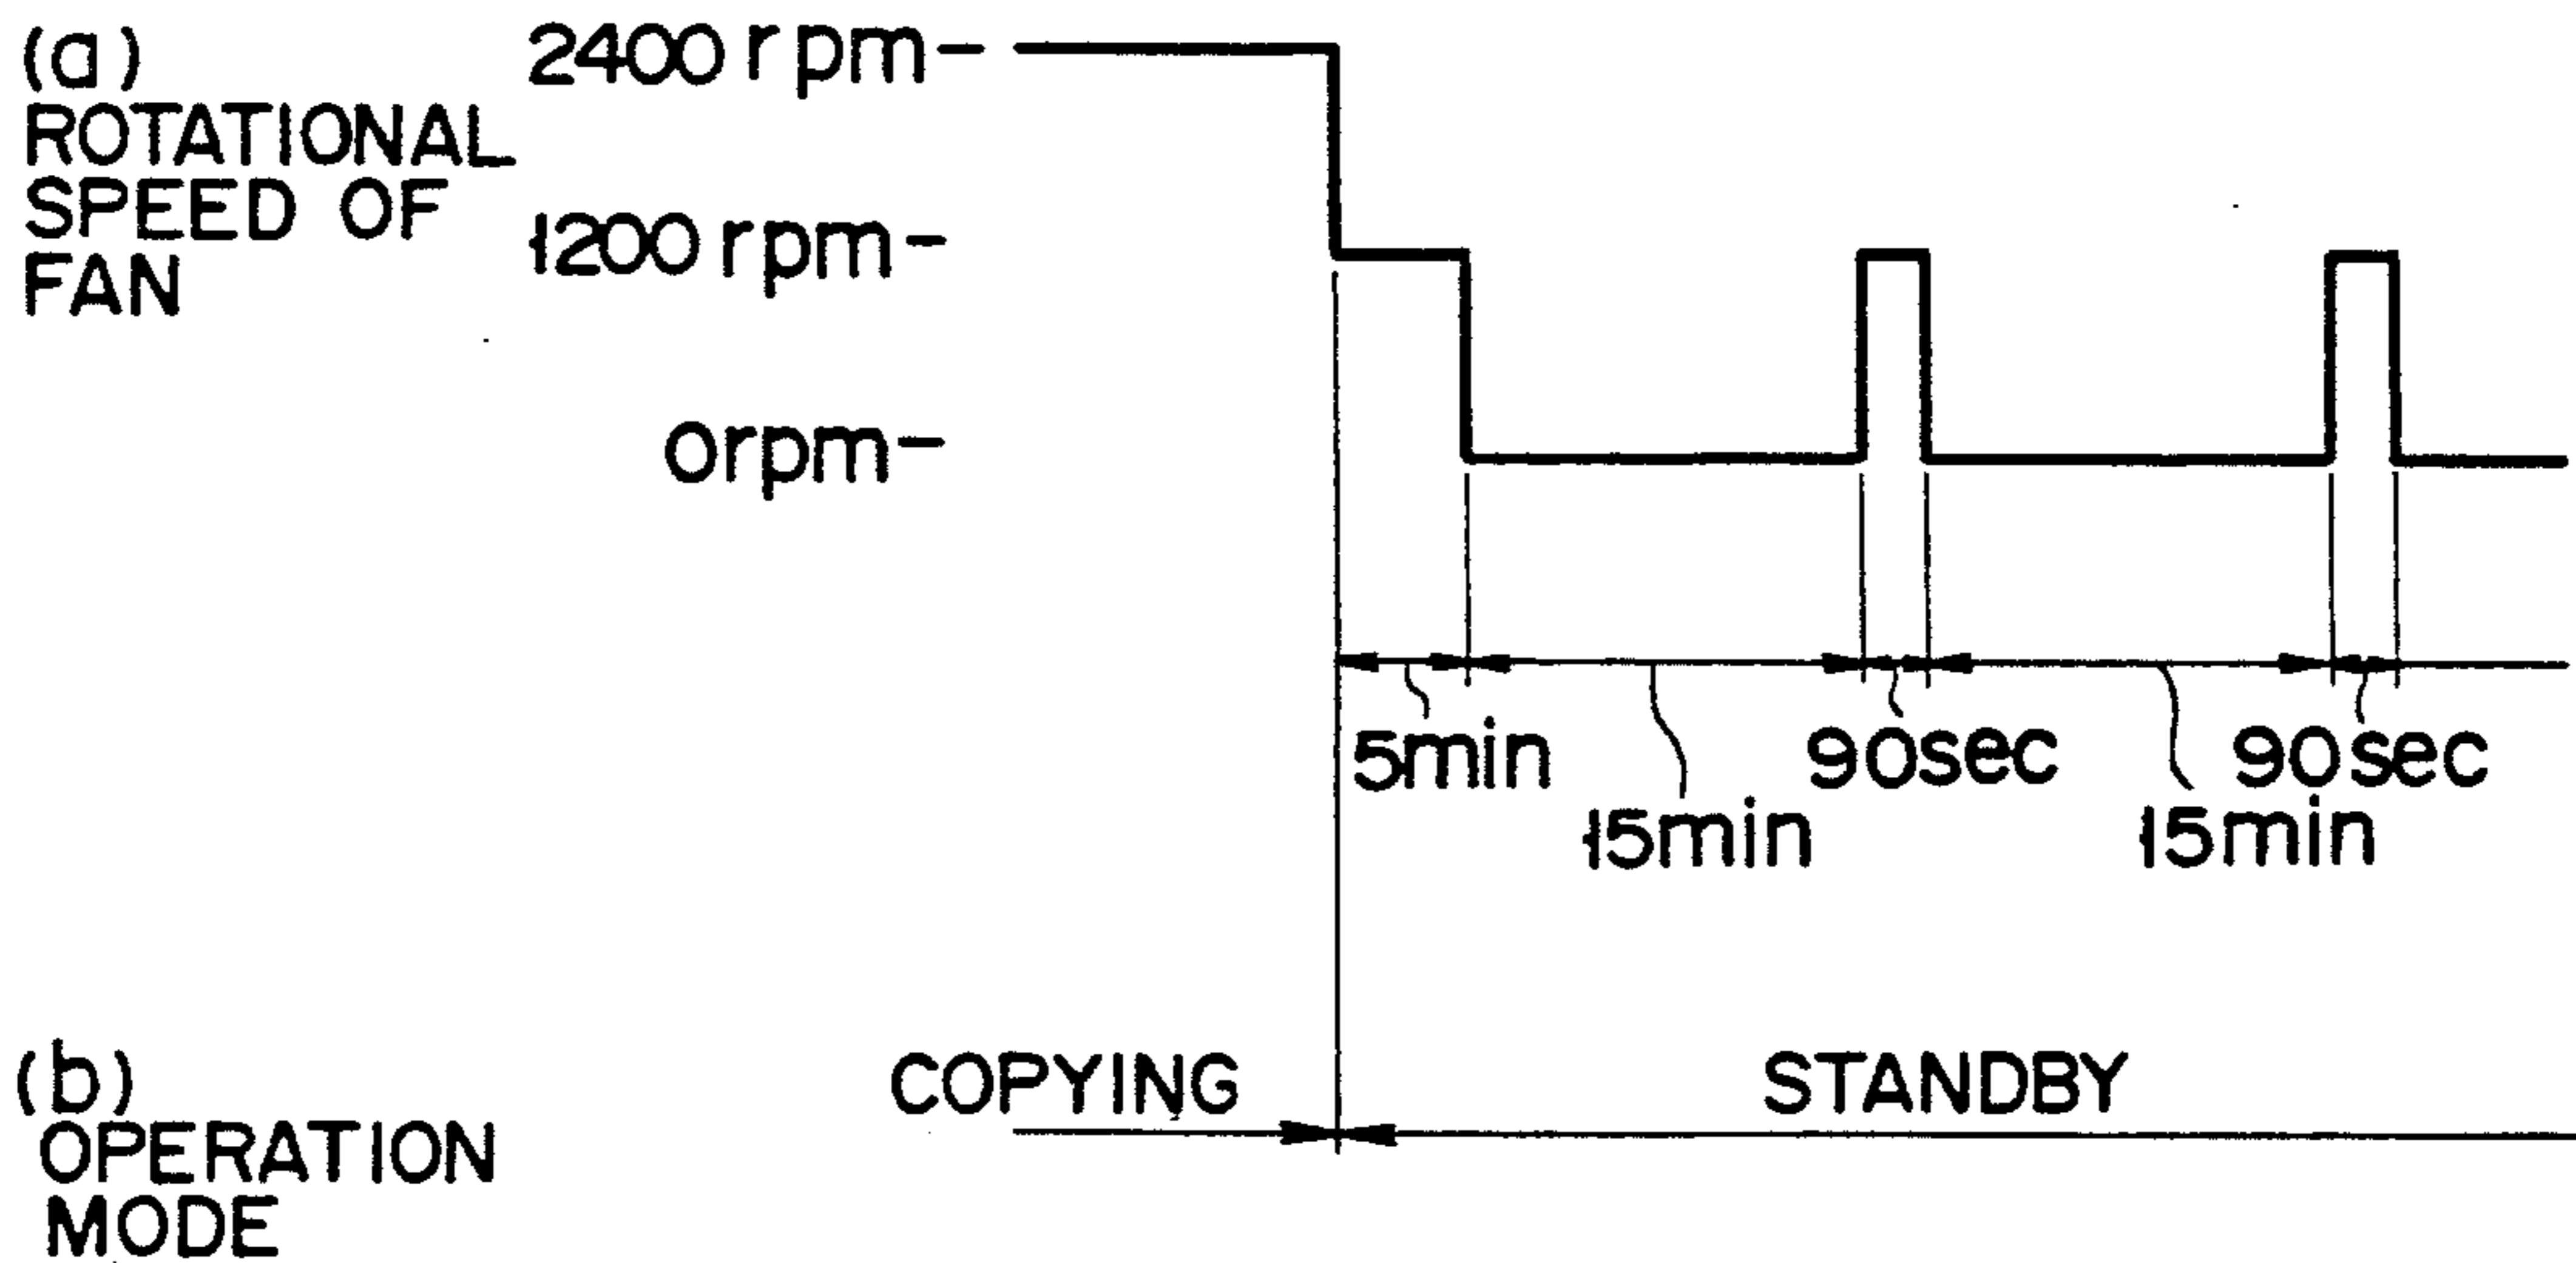 (a)
ROTATIONAL
SPEED OF
FAN
2400 rpm-
1200 rpm-
0rpm-
5min
15min
90sec
15min
90sec
(b)
OPERATION
MODE
COPYING
STANDBY